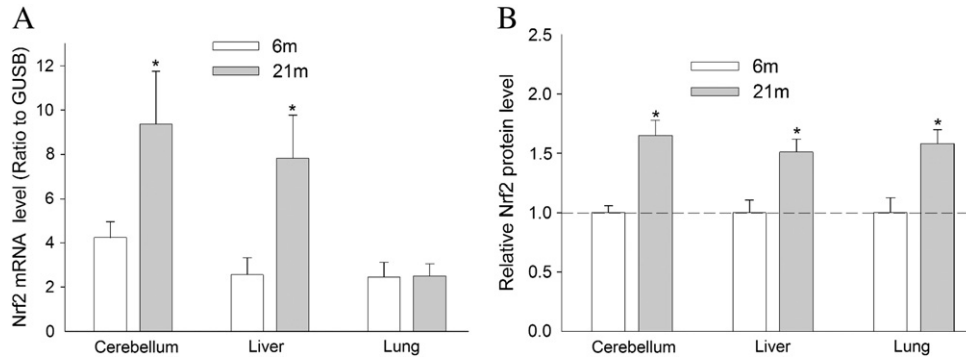 A
Nrf2 mRNA level (Ratio to GUSB)
12
10
8
6
4
2
0
6m
21m
*
*
Cerebellum
Liver
Lung
B
Relative Nrf2 protein level
2.5
2.0
1.5
1.0
0.5
0.0
6m
21m
*
*
*
Cerebellum
Liver
Lung